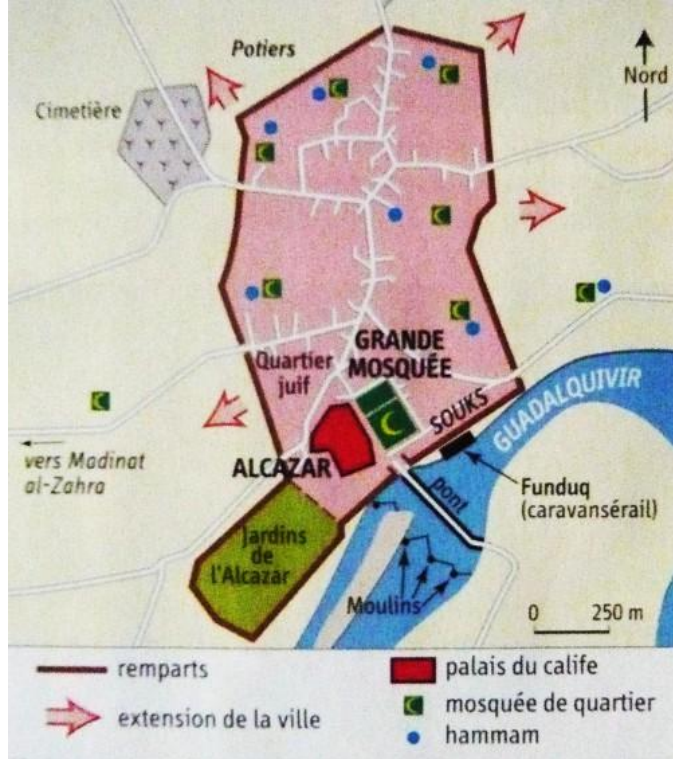 Potiers
Nord
Cimetière
GRANDE
MOSQUÉE
Quartier
juif
SOUKS
GUADALQUIVIR
ALCAZAR
vers Madinat
al-Zahra
pont
Funduq
(caravansérail)
Jardins
de
l'Alcazar
Moulins
0 250 m
remparts
extension de la ville
palais du calife
mosquée de quartier
hammam